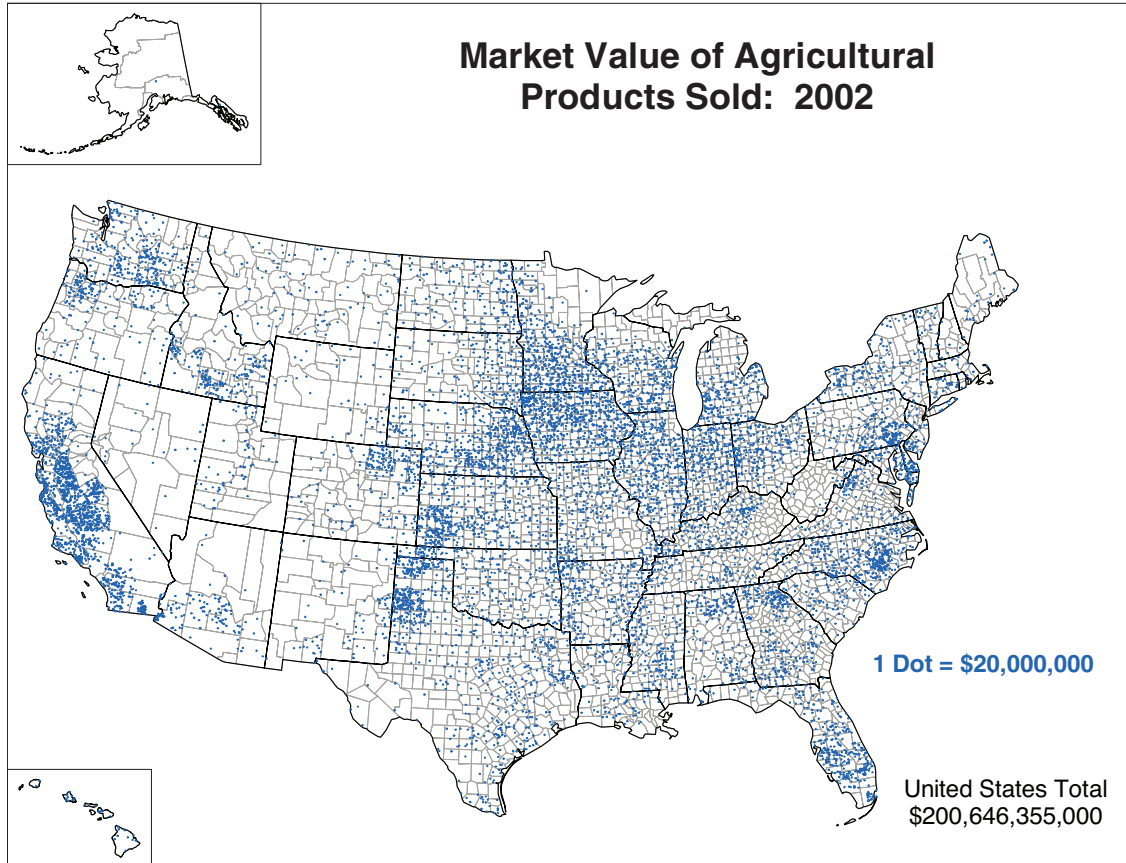 Market Value of Agricultural
Products Sold: 2002
1 Dot = $20,000,000
United States Total
$200,646,355,000